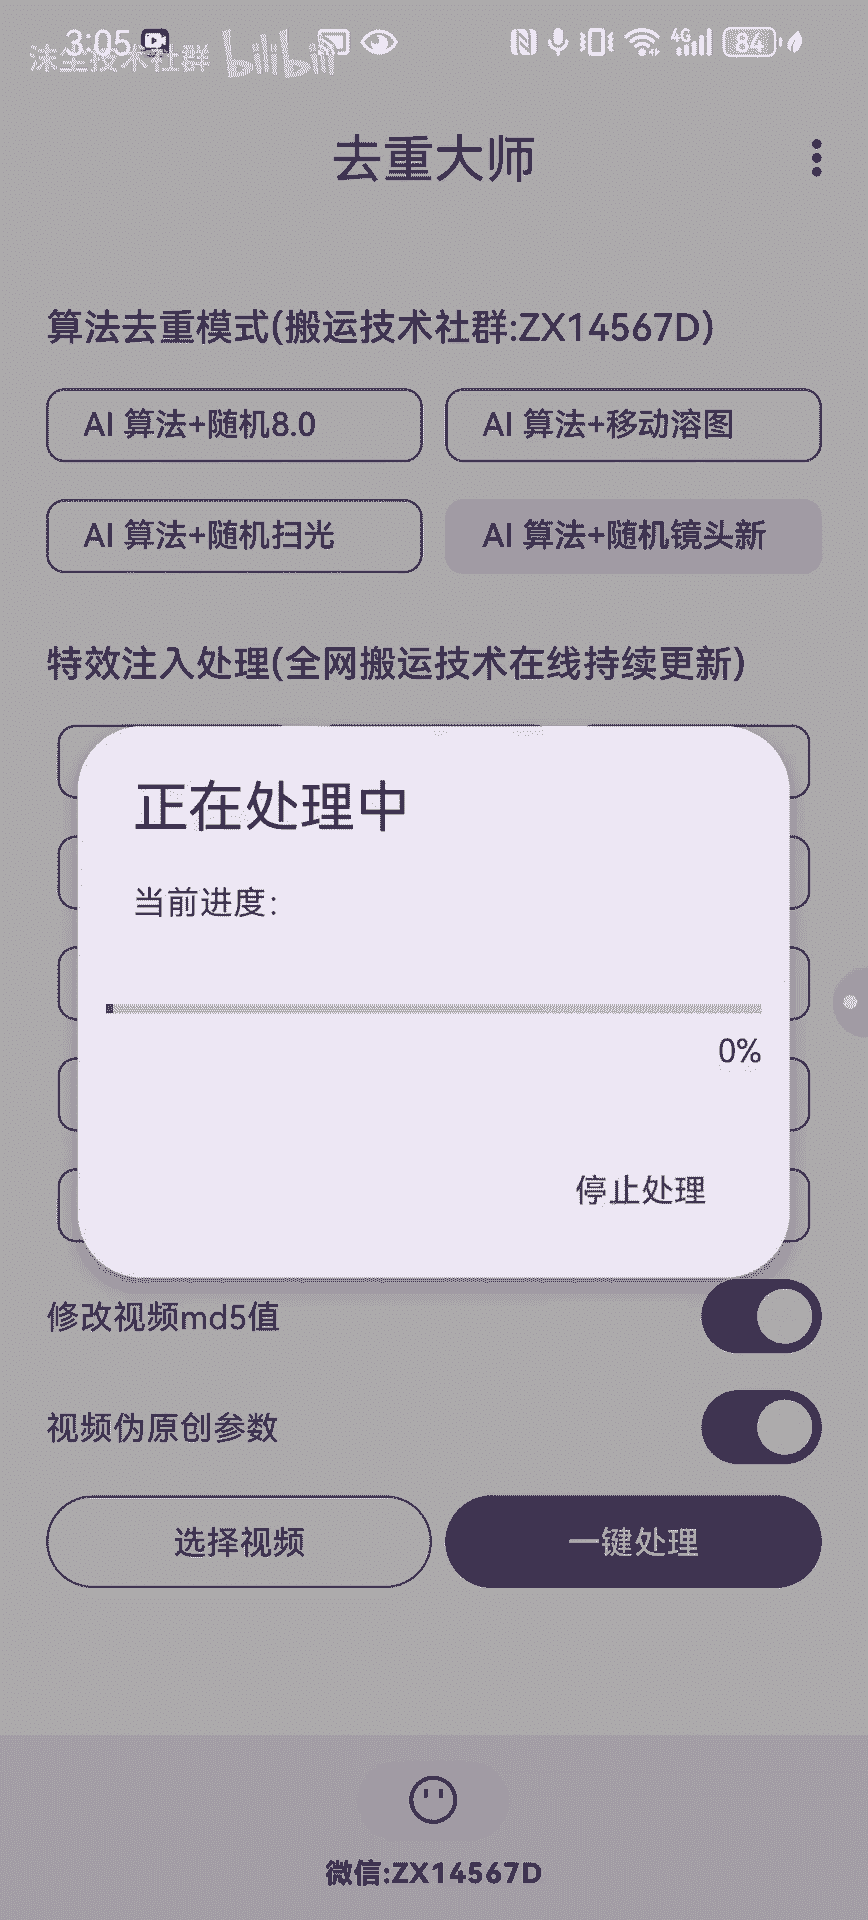 3:05
沫尘技术社群 bilibili
4G 84
去重大师
算法去重模式(搬运技术社群:ZX14567D)
AI 算法+随机8.0
AI 算法+移动溶图
AI 算法+随机扫光
AI 算法+随机镜头新
特效注入处理(全网搬运技术在线持续更新)
正在处理中
当前进度:
0%
停止处理
修改视频md5值
视频伪原创参数
选择视频
一键处理
微信:ZX14567D